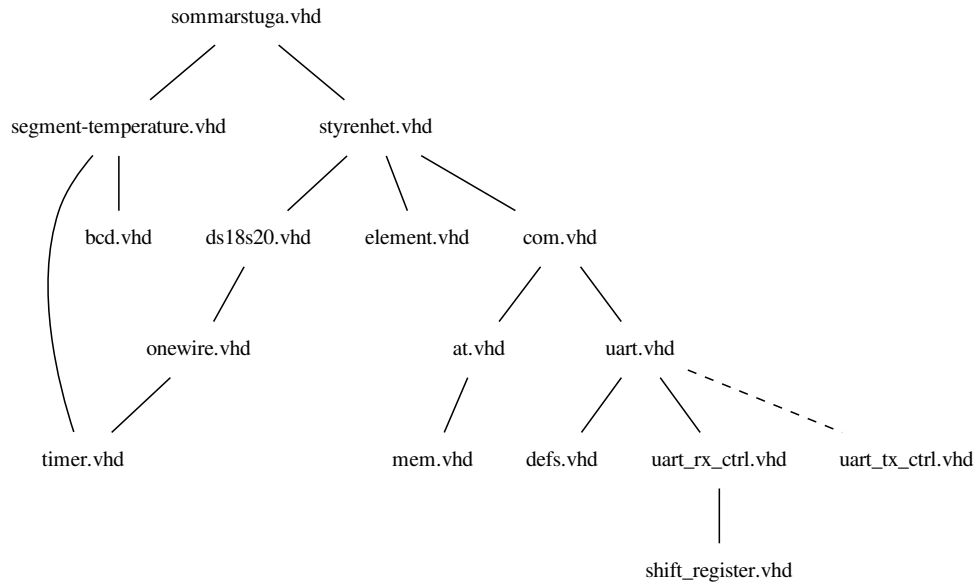 sommarstuga.vhd
segment-temperature.vhd styrenhet.vhd
bcd.vhd ds18s20.vhd element.vhd com.vhd
onewire.vhd at.vhd uart.vhd
timer.vhd mem.vhd defs.vhd uart_rx_ctrl.vhd uart_tx_ctrl.vhd
shift_register.vhd